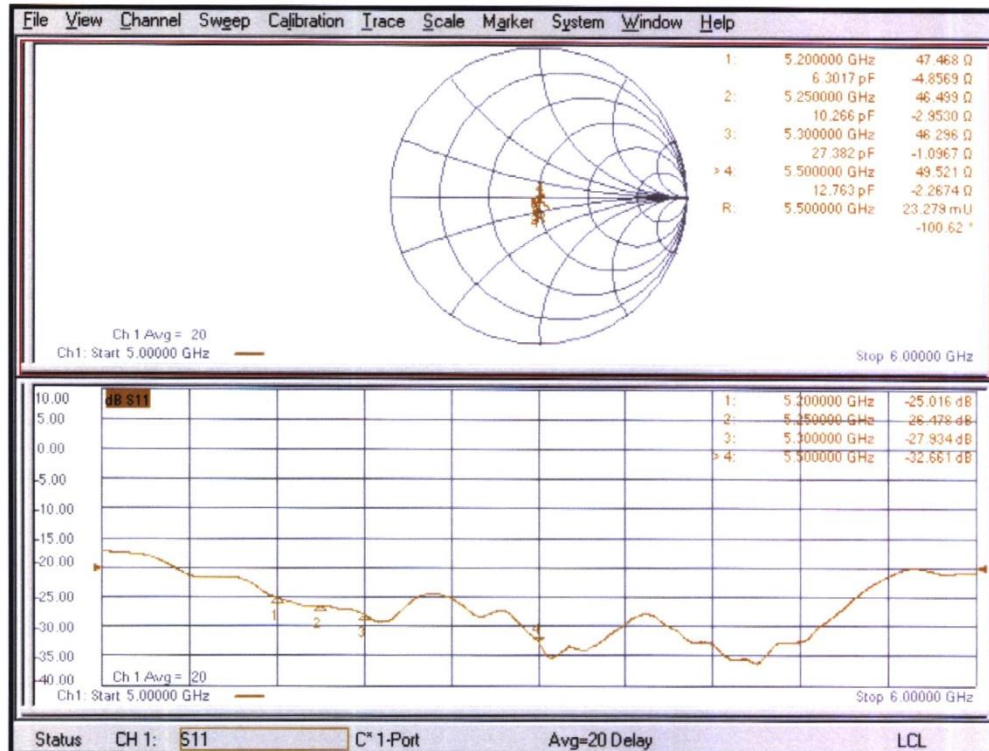 File View Channel Sweep Calibration Trace Scale Marker System Window Help
1: 5.200000 GHz 47.468 Ω
6.3017 pF -4.8569 Ω
2: 5.250000 GHz 46.499 Ω
10.266 pF -2.9530 Ω
3: 5.300000 GHz 46.296 Ω
27.382 pF -1.0967 Ω
> 4: 5.500000 GHz 49.521 Ω
12.763 pF -2.2674 Ω
R: 5.500000 GHz 23.279 mU
-100.62 °
Ch 1 Avg = 20
Ch1: Start 5.00000 GHz
Stop 6.00000 GHz
10.00
dB S11
5.00
0.00
-5.00
-10.00
-15.00
-20.00
-25.00
-30.00
-35.00
-40.00
1: 5.200000 GHz -25.016 dB
2: 5.250000 GHz -26.478 dB
3: 5.300000 GHz -27.934 dB
> 4: 5.500000 GHz -32.661 dB
1
2
3
4
Ch 1 Avg = 20
Ch1: Start 5.00000 GHz
Stop 6.00000 GHz
Status CH 1: S11 C* 1-Port Avg=20 Delay LCL